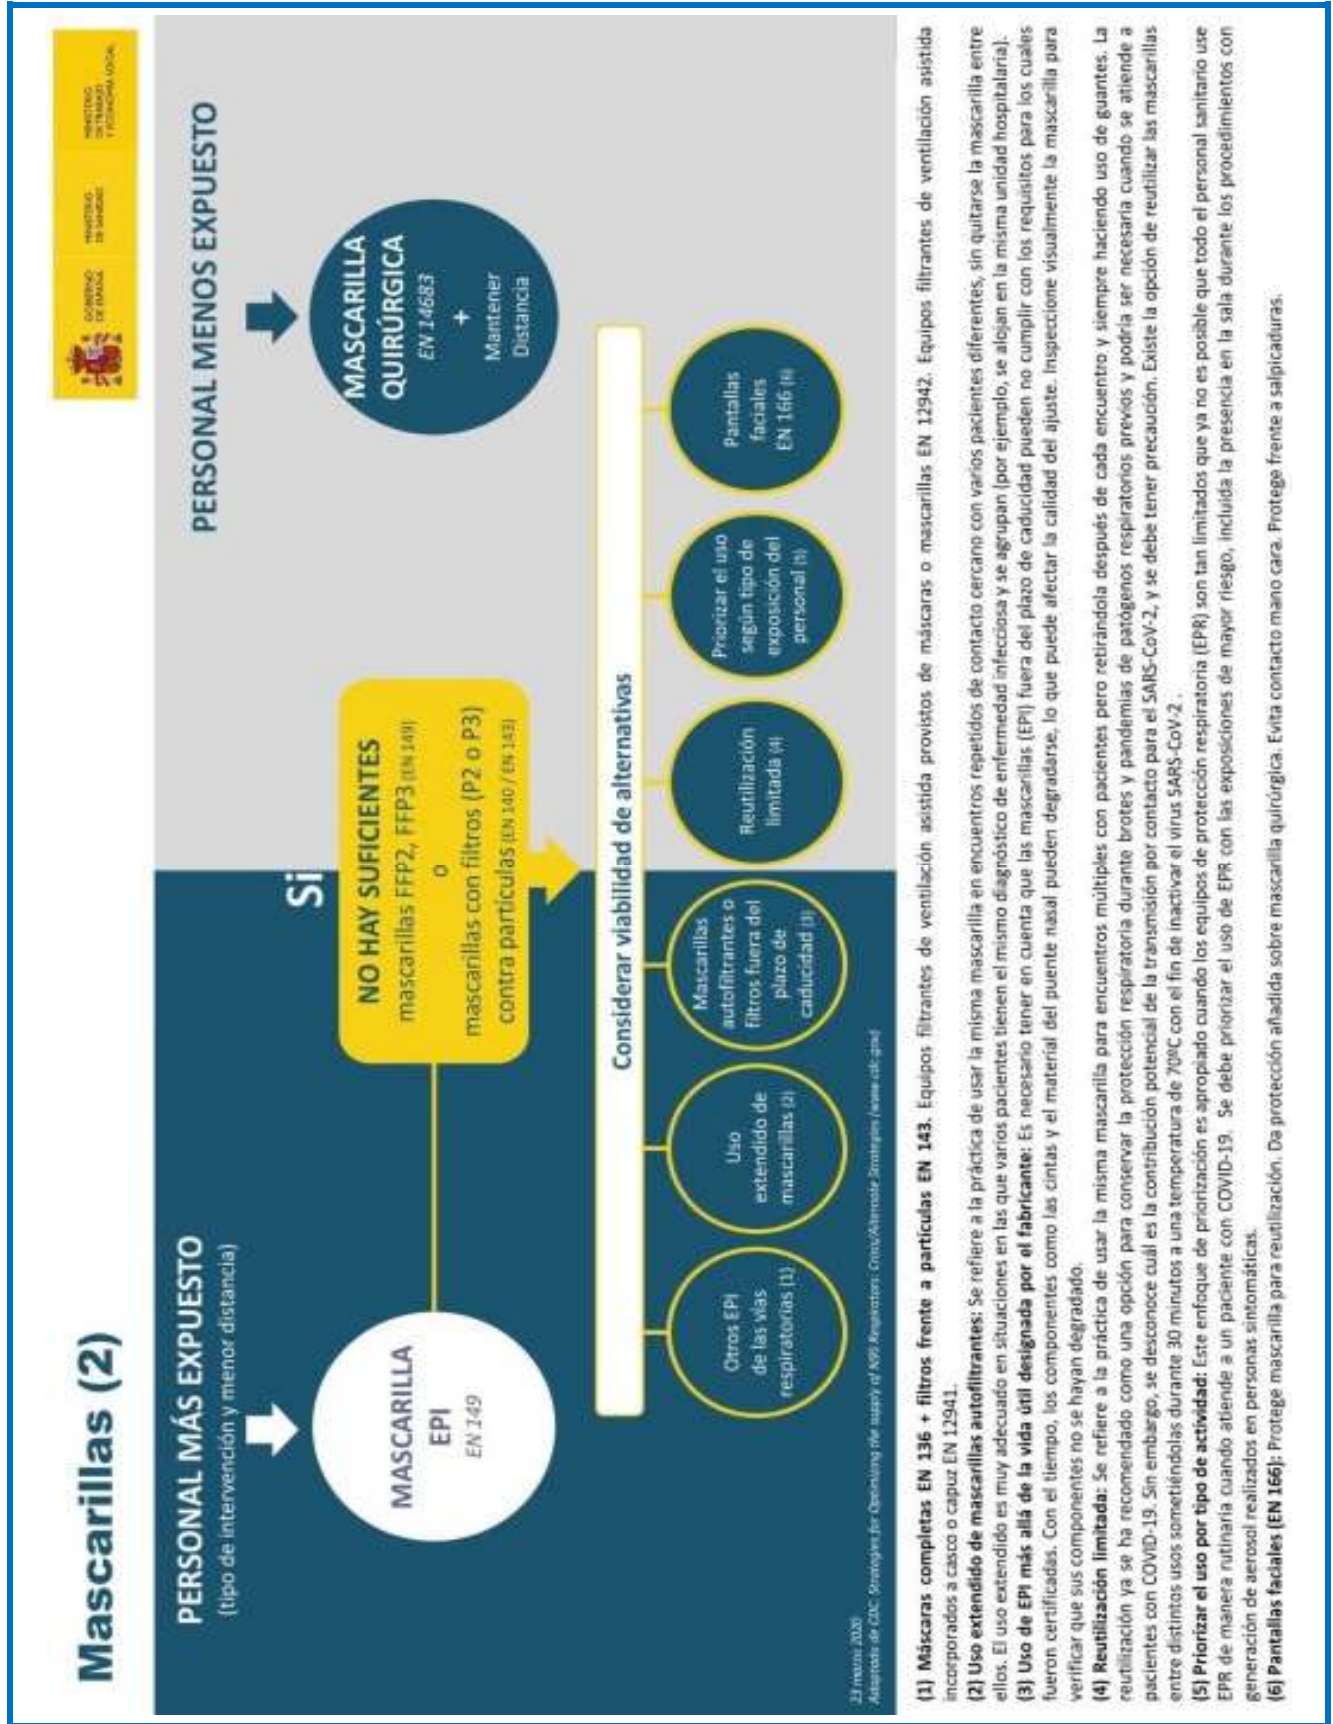 Mascarillas (2)
GOBIERNO
DE ESPAÑA
MINISTERIO
DE SANIDAD
MINISTERIO
DE TRABAJO
Y ECONOMÍA SOCIAL
PERSONAL MÁS EXPUESTO
(tipo de intervención y menor distancia)
PERSONAL MENOS EXPUESTO
MASCARILLA
EPI
EN 149
Si
NO HAY SUFICIENTES
mascarillas FFP2, FFP3 (EN 149)
o
mascarillas con filtros (P2 o P3)
contra partículas (EN 140 / EN 143)
MASCARILLA
QUIRÚRGICA
EN 14683
+
Mantener
Distancia
Considerar viabilidad de alternativas
Otros EPI
de las vías
respiratorias (1)
Uso
extendido de
mascarillas (2)
Mascarillas
autofiltrantes o
filtros fuera del
plazo de
caducidad (3)
Reutilización
limitada (4)
Priorizar el uso
según tipo de
exposición del
personal (5)
Pantallas
faciales
EN 166 (6)
23 marzo 2020
Adaptado de CDC: Strategies for Optimizing the supply of N95 Respirators: Crisis/Alternate Strategies (www.cdc.gov)
(1) Máscaras completas EN 136 + filtros frente a partículas EN 143. Equipos filtrantes de ventilación asistida provistos de máscaras o mascarillas EN 12942. Equipos filtrantes de ventilación asistida
incorporados a casco o capuz EN 12941.
(2) Uso extendido de mascarillas autofiltrantes: Se refiere a la práctica de usar la misma mascarilla en encuentros repetidos de contacto cercano con varios pacientes diferentes, sin quitarse la mascarilla entre
ellos. El uso extendido es muy adecuado en situaciones en las que varios pacientes tienen el mismo diagnóstico de enfermedad infecciosa y se agrupan (por ejemplo, se alojan en la misma unidad hospitalaria).
(3) Uso de EPI más allá de la vida útil designada por el fabricante: Es necesario tener en cuenta que las mascarillas (EPI) fuera del plazo de caducidad pueden no cumplir con los requisitos para los cuales
fueron certificadas. Con el tiempo, los componentes como las cintas y el material del puente nasal pueden degradarse, lo que puede afectar la calidad del ajuste. Inspeccione visualmente la mascarilla para
verificar que sus componentes no se hayan degradado.
(4) Reutilización limitada: Se refiere a la práctica de usar la misma mascarilla para encuentros múltiples con pacientes pero retirándola después de cada encuentro y siempre haciendo uso de guantes. La
reutilización ya se ha recomendado como una opción para conservar la protección respiratoria durante brotes y pandemias de patógenos respiratorios previos y podría ser necesaria cuando se atiende a
pacientes con COVID-19. Sin embargo, se desconoce cuál es la contribución potencial de la transmisión por contacto para el SARS-CoV-2, y se debe tener precaución. Existe la opción de reutilizar las mascarillas
entre distintos usos sometiéndolas durante 30 minutos a una temperatura de 70ºC con el fin de inactivar el virus SARS-CoV-2 .
(5) Priorizar el uso por tipo de actividad: Este enfoque de priorización es apropiado cuando los equipos de protección respiratoria (EPR) son tan limitados que ya no es posible que todo el personal sanitario use
EPR de manera rutinaria cuando atiende a un paciente con COVID-19. Se debe priorizar el uso de EPR con las exposiciones de mayor riesgo, incluida la presencia en la sala durante los procedimientos con
generación de aerosol realizados en personas sintomáticas.
(6) Pantallas faciales (EN 166): Protege mascarilla para reutilización. Da protección añadida sobre mascarilla quirúrgica. Evita contacto mano cara. Protege frente a salpicaduras.